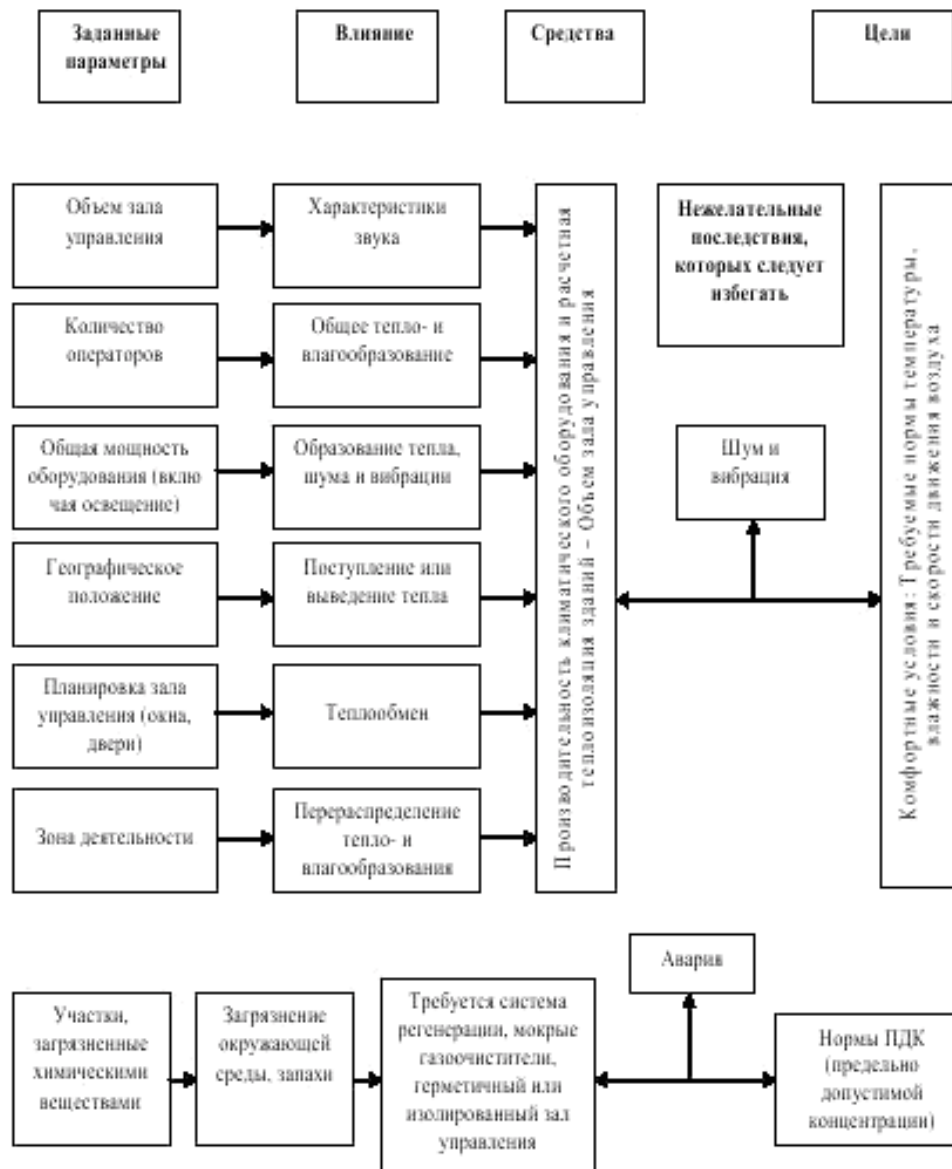 Заданные
параметры
Влияние
Средства
Цели
Объем зала
управления
Характеристики
звука
Количество
операторов
Общее тепло- и
влагообразование
Общая мощность
оборудования (вклю
чая освещение)
Образование тепла,
шума и вибрации
Географическое
положение
Поступление или
выведение тепла
Планировка зала
управления (окна,
двери)
Теплообмен
Зона деятельности
Перераспределение
тепло- и
влагообразования
Производительность климатического оборудования и расчетная
теплоизоляция зданий – Объем зала управления
Нежелательные
последствия,
которых следует
избегать
Шум и
вибрация
Комфортные условия: Требуемые нормы температуры,
влажности и скорости движения воздуха
Участки,
загрязненные
химическими
веществами
Загрязнение
окружающей
среды, запахи
Требуется система
регенерации, мокрые
газоочистители,
герметичный или
изолированный зал
управления
Авария
Нормы ПДК
(предельно
допустимой
концентрации)